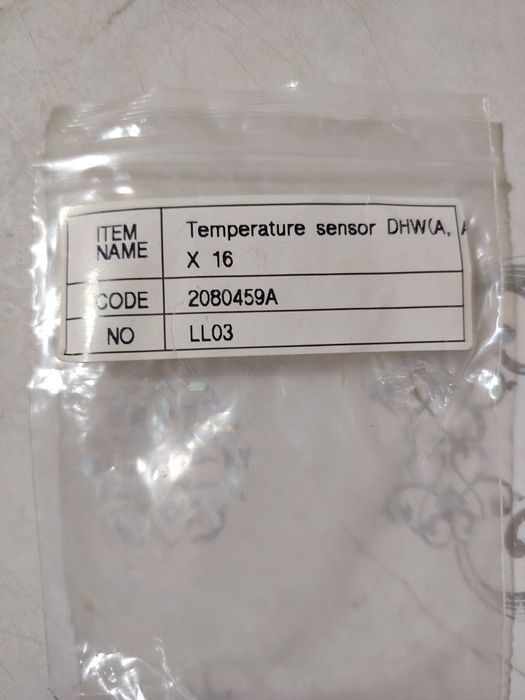 ITEM NAME Temperature sensor DHW(A,
X 16
CODE 2080459A
NO LL03